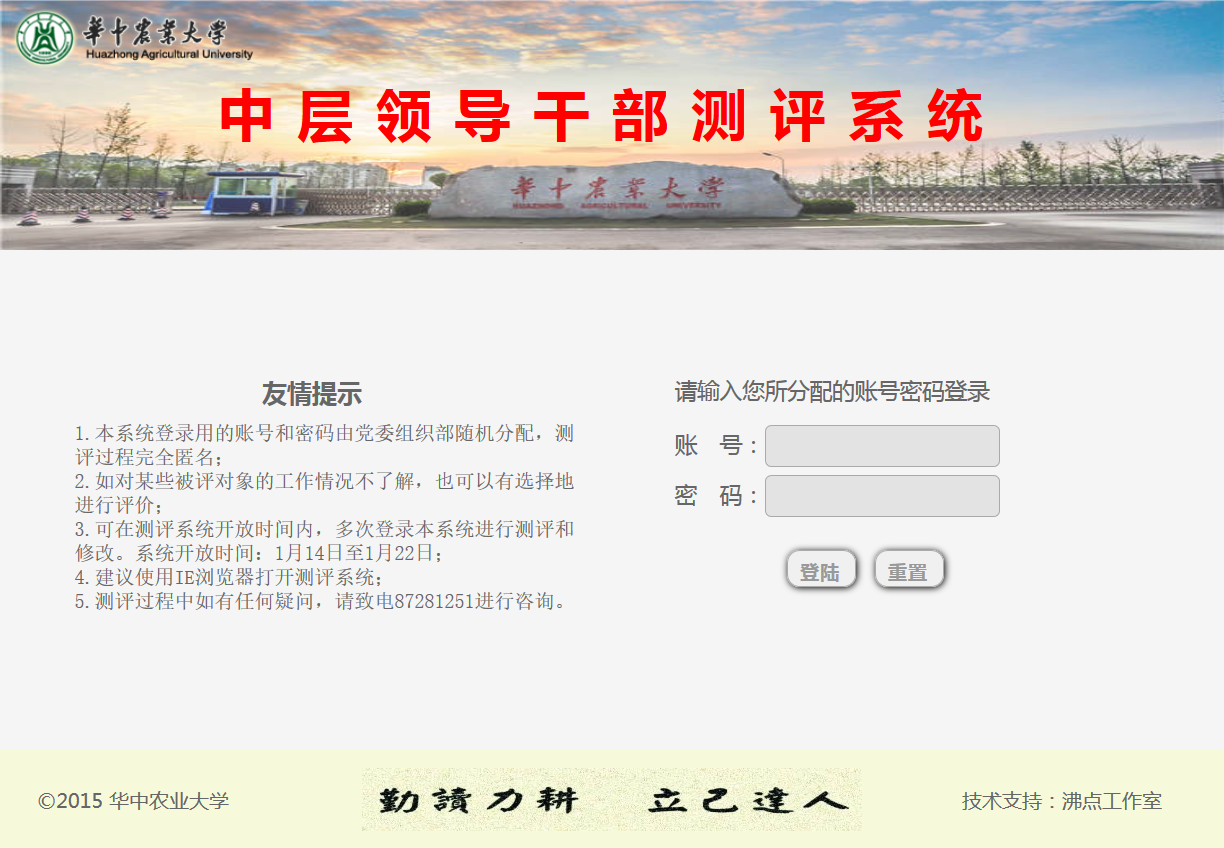 華中农業大学
Huazhong Agricultural University
中层领导干部测评系统
華中农業大学
HUAZHONG AGRICULTURAL UNIVERSITY
友情提示
1.本系统登录用的账号和密码由党委组织部随机分配，测
评过程完全匿名；
2.如对某些被评对象的工作情况不了解，也可以有选择地
进行评价；
3.可在测评系统开放时间内，多次登录本系统进行测评和
修改。系统开放时间：1月14日至1月22日；
4.建议使用IE浏览器打开测评系统；
5.测评过程中如有任何疑问，请致电87281251进行咨询。
请输入您所分配的账号密码登录
账 号：
密 码：
登陆 重置
©2015 华中农业大学
勤讀力耕 立己達人
技术支持：沸点工作室